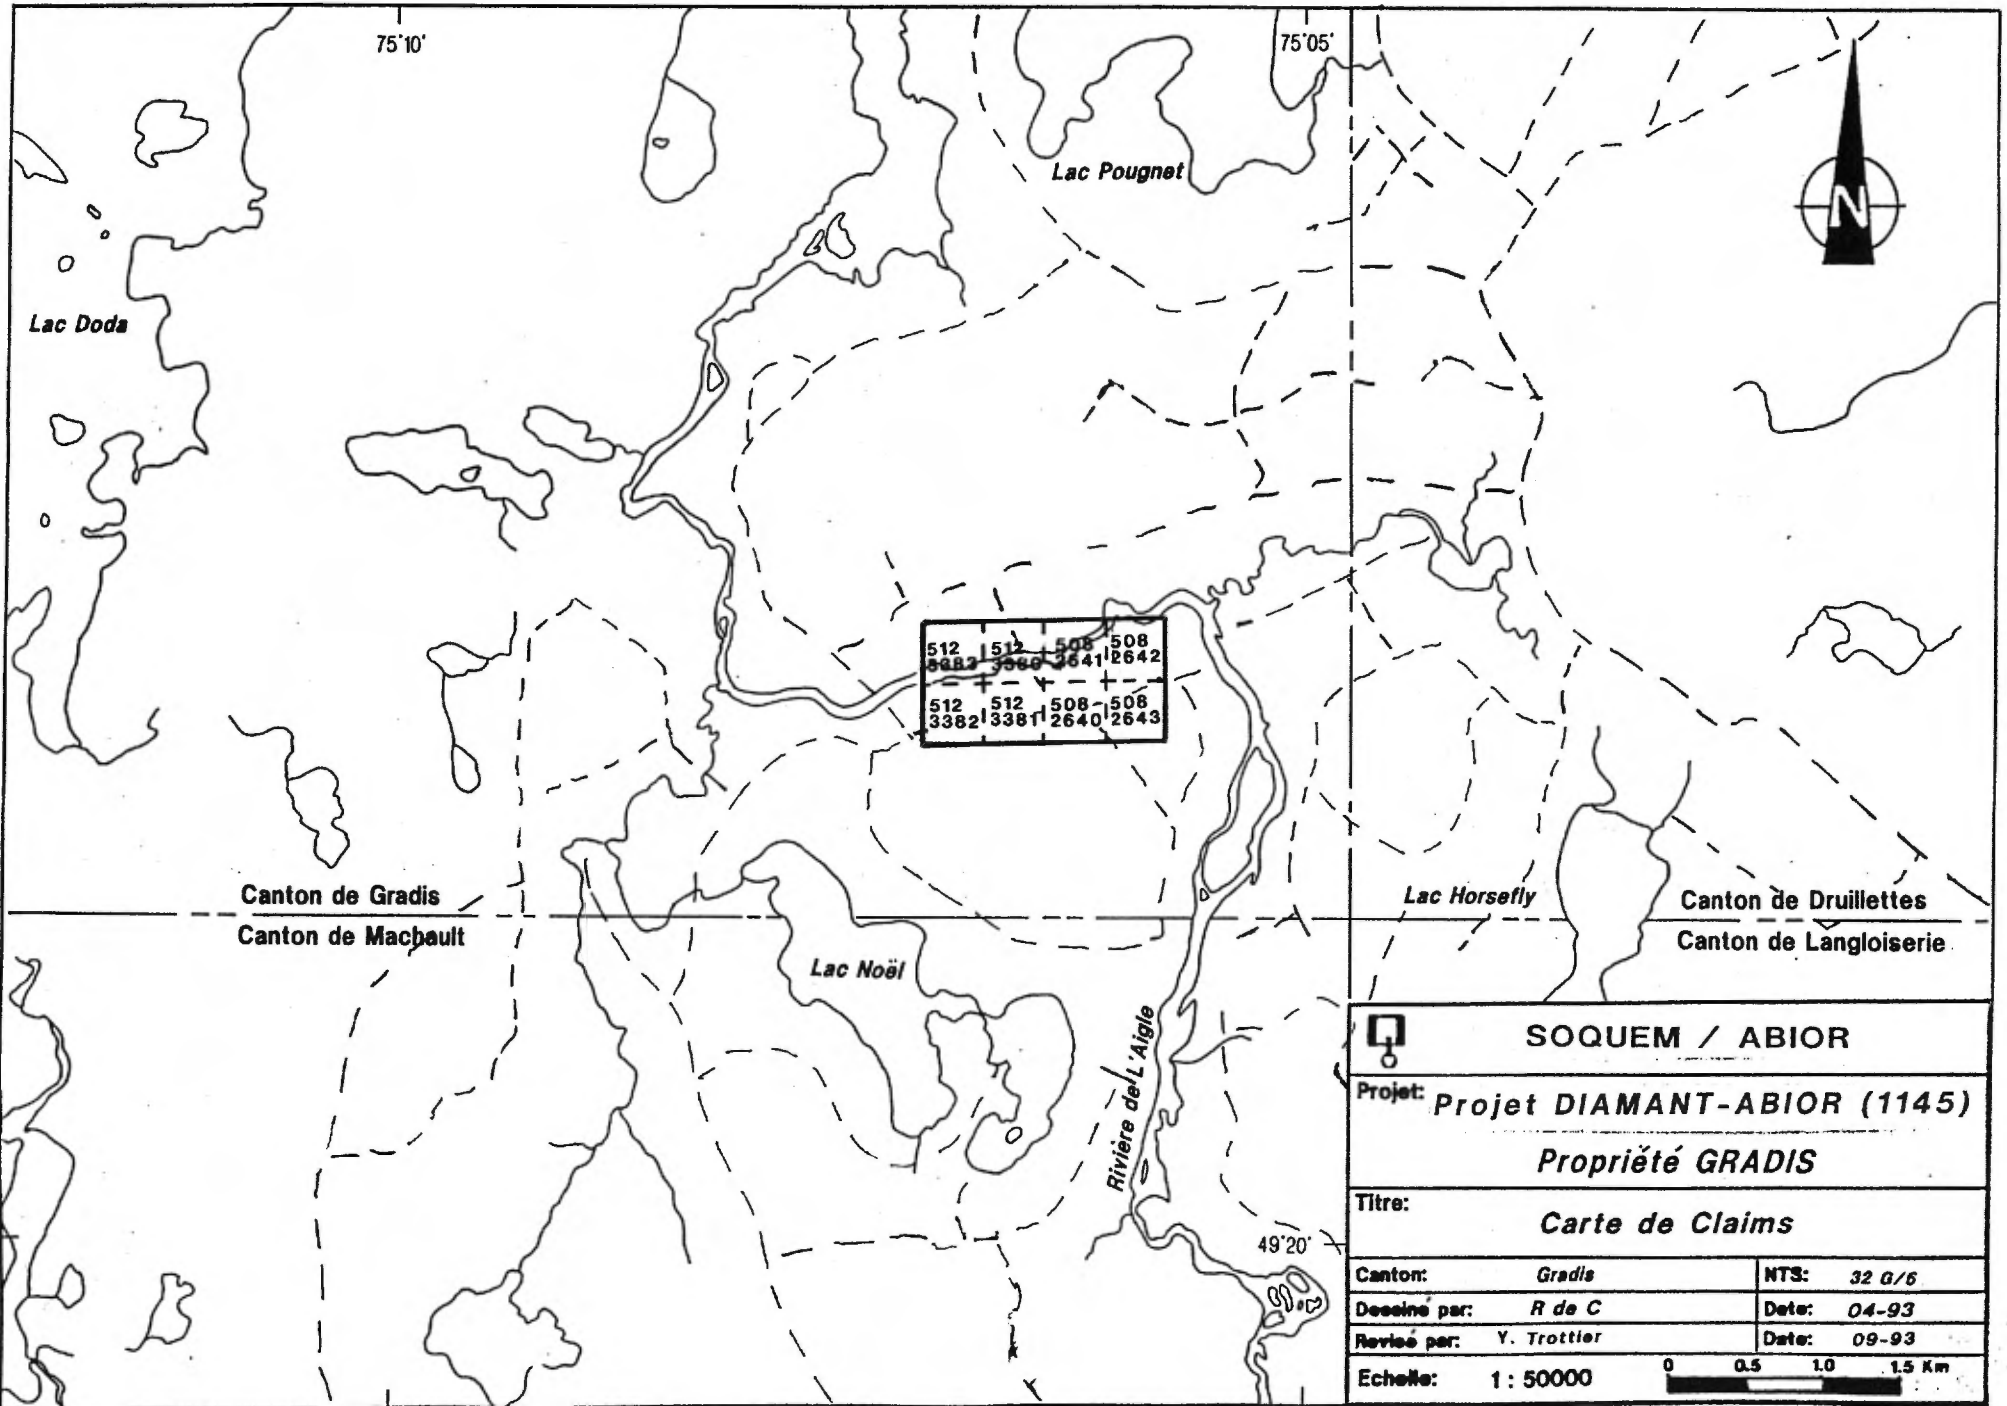 75°10'
75°05'
Lac Pougnet
N
Lac Doda
512 512 508 508
3383 3380 2641 2642
512 512 508 508
3382 3381 2640 2643
Canton de Gradis
Canton de Machault
Lac Horsefly
Canton de Druillettes
Canton de Langloiserie
Lac Noël
Rivière de L'Aigle
49°20'
SOQUEM / ABIOR
Projet: Projet DIAMANT-ABIOR (1145)
Propriété GRADIS
Titre:
Carte de Claims
Canton: Gradis NTS: 32 G/6
Dessiné par: R de C Date: 04-93
Revisé par: Y. Trottier Date: 09-93
Echelle: 1 : 50000
0 0.5 1.0 1.5 Km